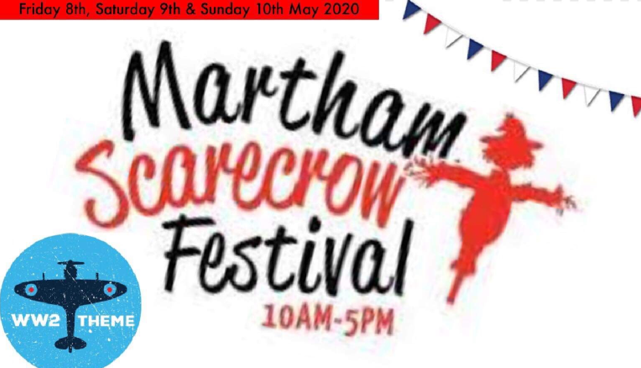 Friday 8th, Saturday 9th & Sunday 10th May 2020
Martham
Scarecrow
Festival
10AM-5PM
WW2 THEME